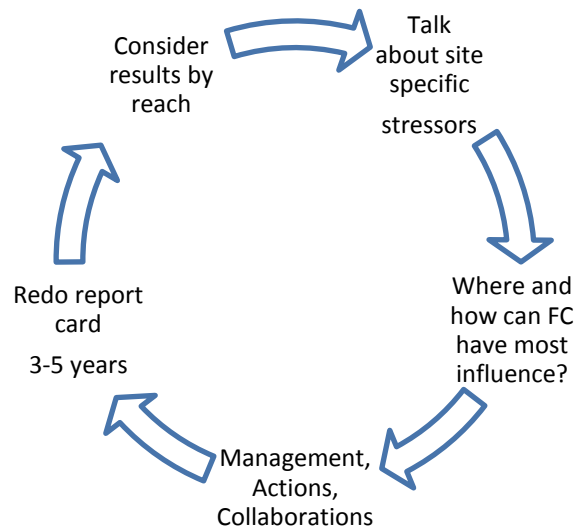 Consider
results by
reach
Talk
about site
specific
stressors
Where and
how can FC
have most
influence?
Management,
Actions,
Collaborations
Redo report
card
3-5 years